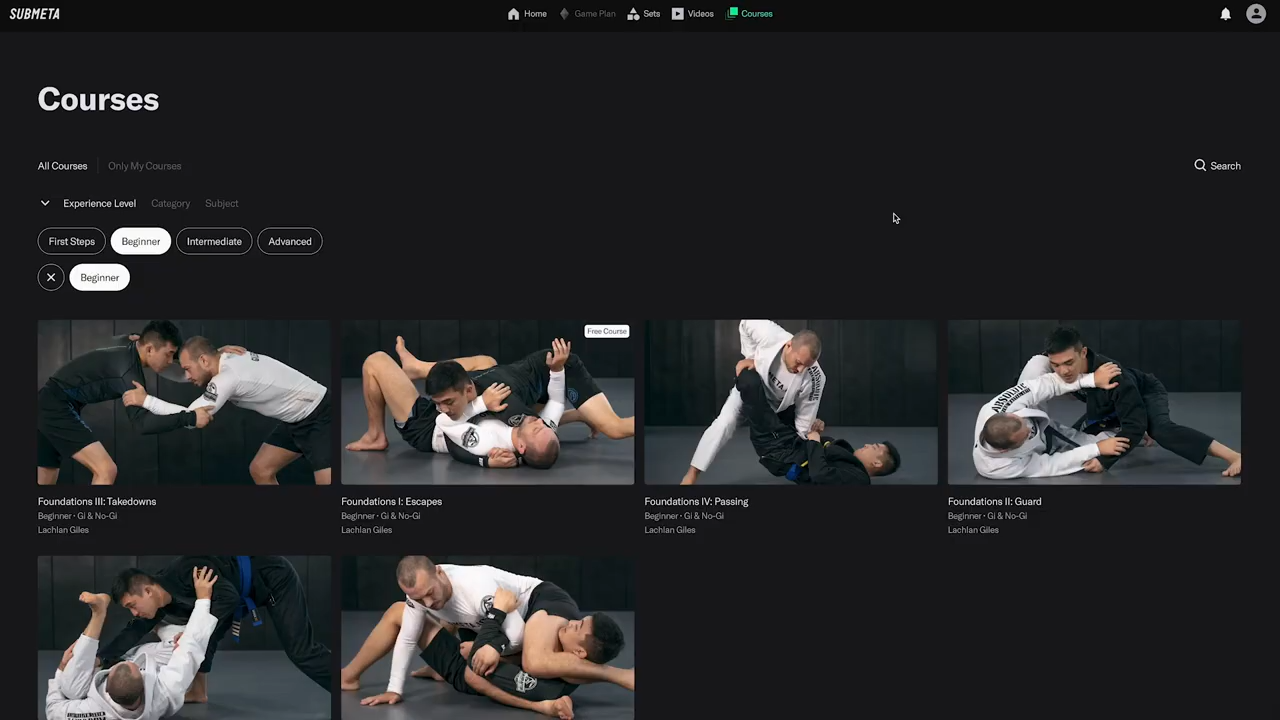 SUBMETA
Home
Game Plan
Sets
Videos
Courses
Courses
All Courses
Only My Courses
Search
Experience Level
Category
Subject
First Steps
Beginner
Intermediate
Advanced
Beginner
Free Course
Foundations III: Takedowns
Beginner • Gi & No-Gi
Lachlan Giles
Foundations I: Escapes
Beginner • Gi & No-Gi
Lachlan Giles
Foundations IV: Passing
Beginner • Gi & No-Gi
Lachlan Giles
Foundations II: Guard
Beginner • Gi & No-Gi
Lachlan Giles